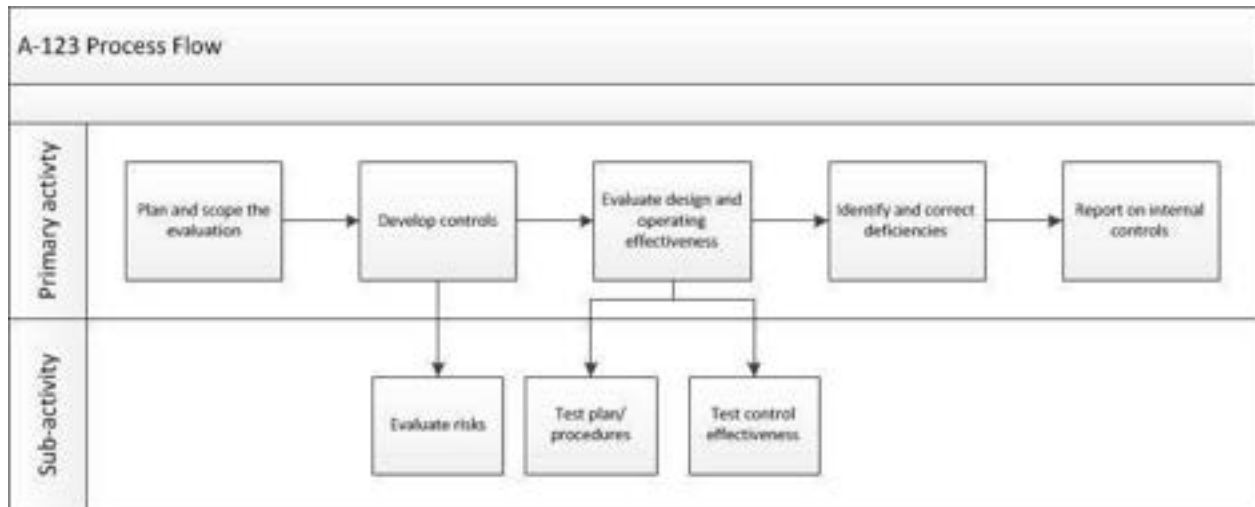 A-123 Process Flow
Primary activty
Plan and scope the
evaluation
Develop controls
Evaluate design and
operating
effectiveness
Identify and correct
deficiencies
Report on internal
controls
Sub-activity
Evaluate risks
Test plan/
procedures
Test control
effectiveness